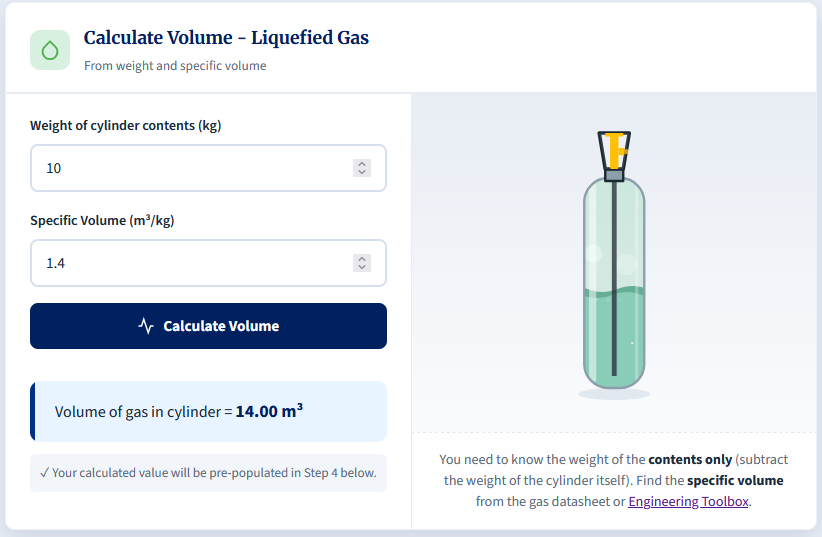 Calculate Volume - Liquefied Gas
From weight and specific volume
Weight of cylinder contents (kg)
10
Specific Volume (m³/kg)
1.4
Calculate Volume
Volume of gas in cylinder = 14.00 m³
✓ Your calculated value will be pre-populated in Step 4 below.
You need to know the weight of the contents only (subtract
the weight of the cylinder itself). Find the specific volume
from the gas datasheet or Engineering Toolbox.